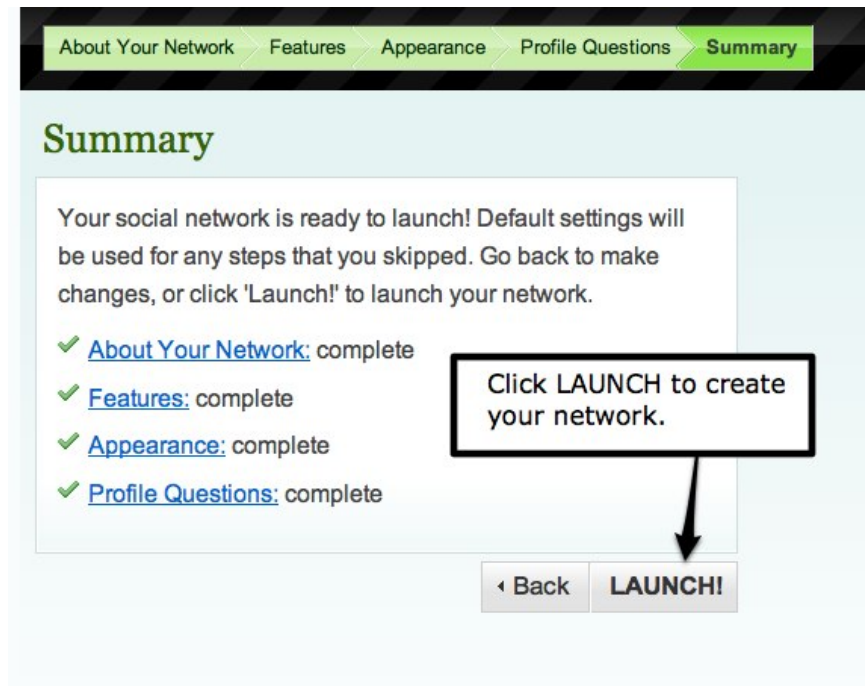 About Your Network Features Appearance Profile Questions Summary
Summary
Your social network is ready to launch! Default settings will
be used for any steps that you skipped. Go back to make
changes, or click 'Launch!' to launch your network.
About Your Network: complete
Features: complete
Appearance: complete
Profile Questions: complete
Click LAUNCH to create
your network.
Back LAUNCH!